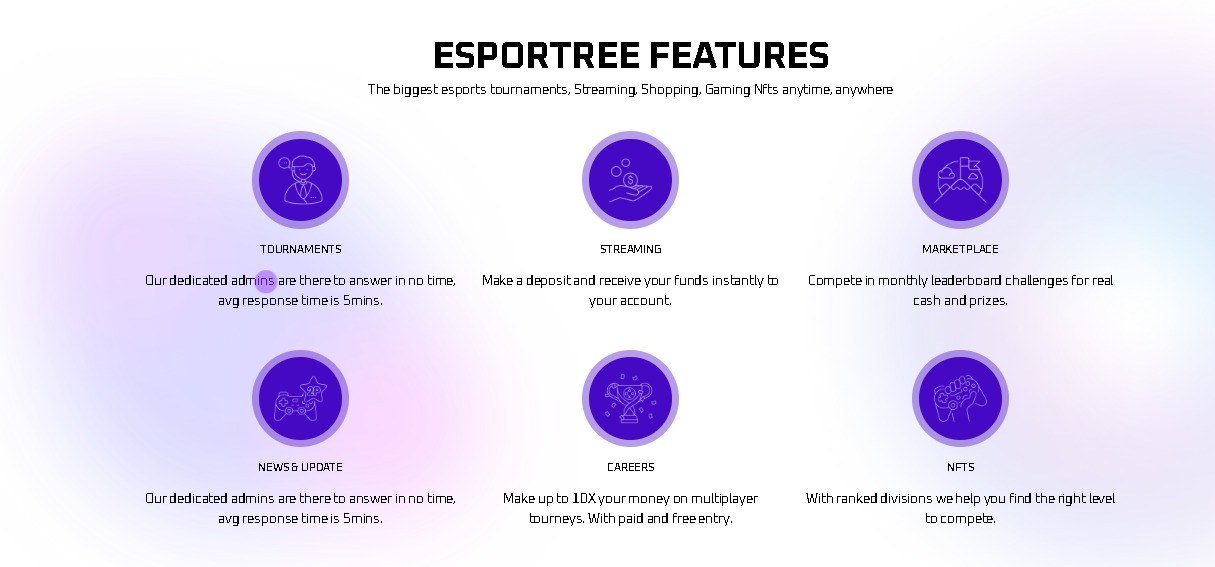 ESPORTREE FEATURES
The biggest esports tournaments, Streaming, Shopping, Gaming Nfts anytime, anywhere
TOURNAMENTS
Our dedicated admins are there to answer in no time,
avg response time is 5mins.
STREAMING
Make a deposit and receive your funds instantly to
your account.
MARKETPLACE
Compete in monthly leaderboard challenges for real
cash and prizes.
NEWS & UPDATE
Our dedicated admins are there to answer in no time,
avg response time is 5mins.
CAREERS
Make up to 10X your money on multiplayer
tourneys. With paid and free entry.
NFTS
With ranked divisions we help you find the right level
to compete.